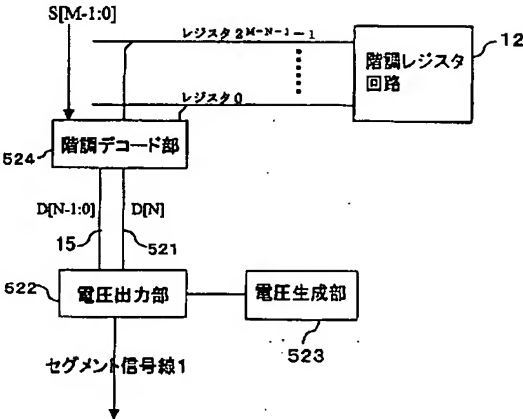 S[M-1:0]
レジスタ2M-N-1-1
階調レジスタ
回路
12
レジスタ0
階調デコード部
524
D[N-1:0]
D[N]
15
521
522
電圧出力部
電圧生成部
523
セグメント信号線1